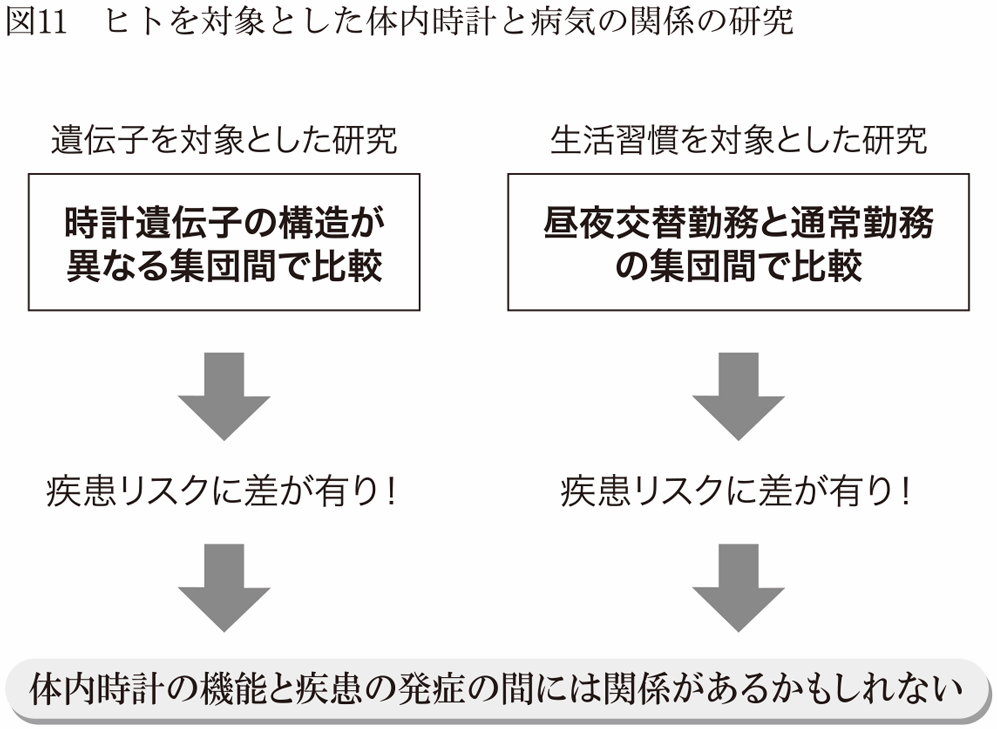 図11　ヒトを対象とした体内時計と病気の関係の研究
遺伝子を対象とした研究
時計遺伝子の構造が
異なる集団間で比較
疾患リスクに差が有り！
生活習慣を対象とした研究
昼夜交替勤務と通常勤務
の集団間で比較
疾患リスクに差が有り！
体内時計の機能と疾患の発症の間には関係があるかもしれない